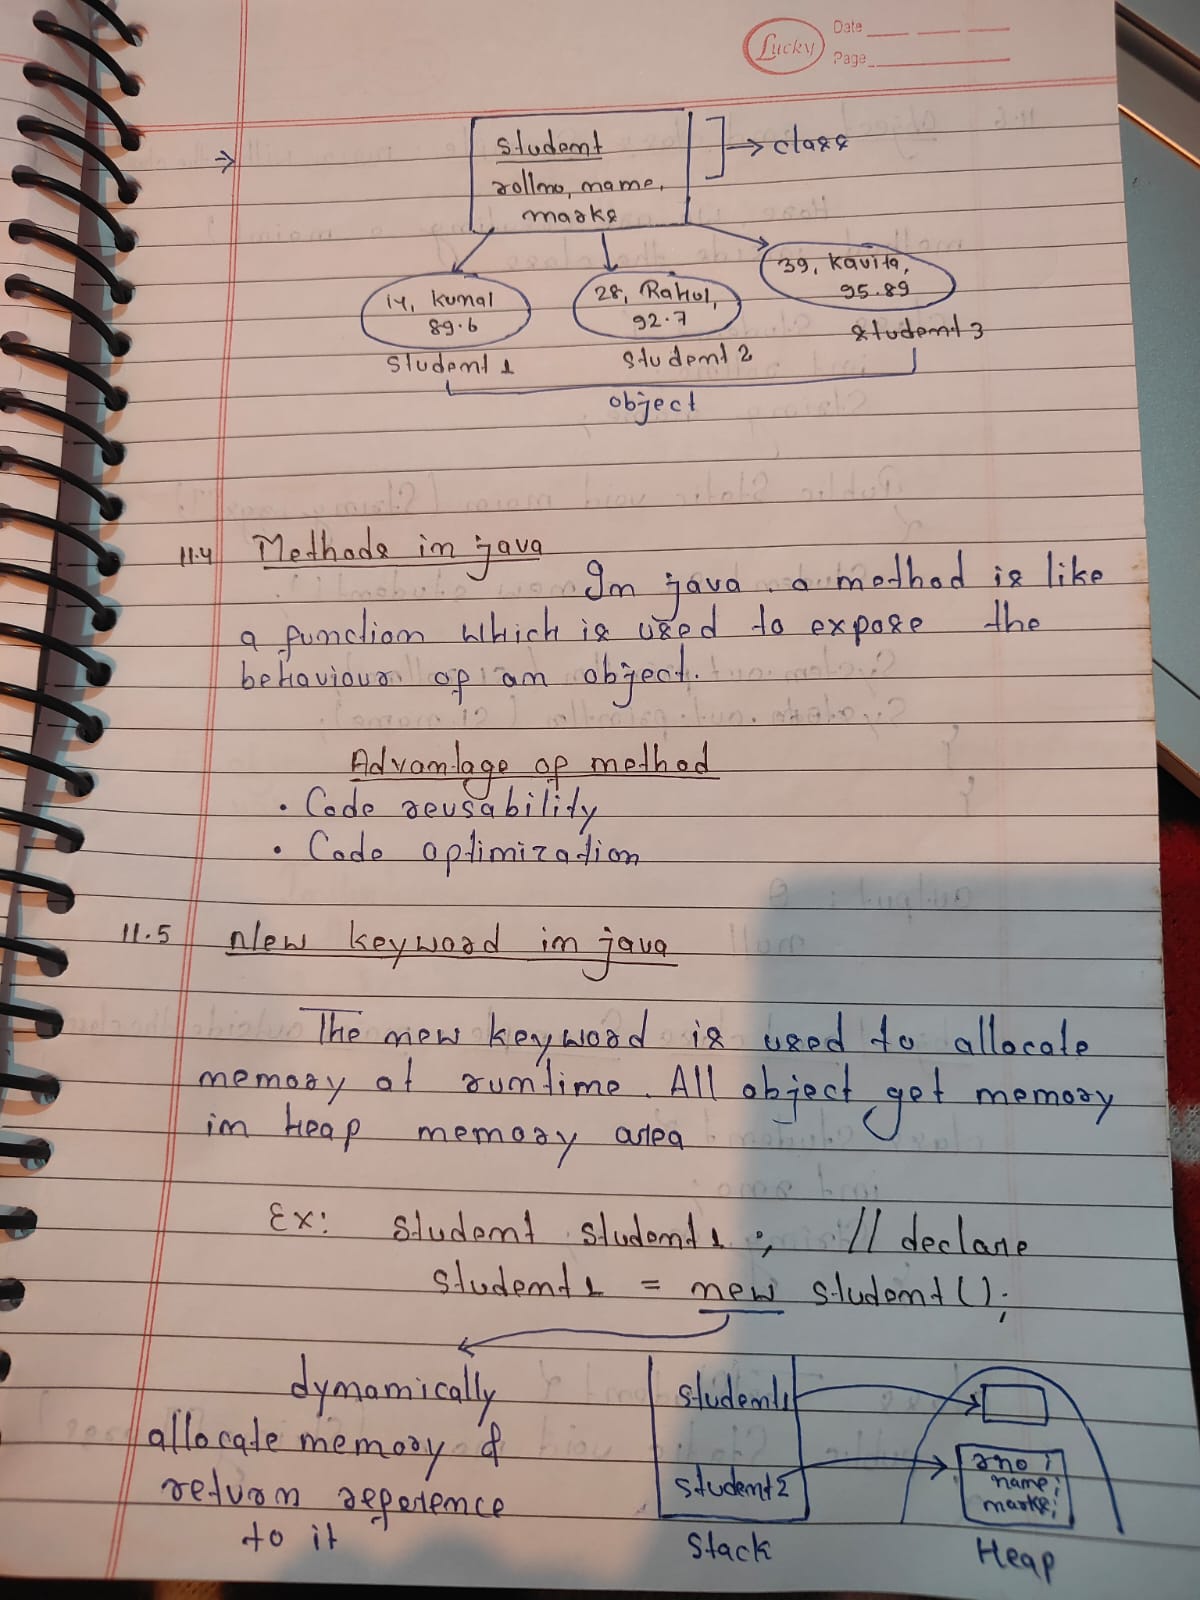 Lucky
Date
Page
student
rollno, name,
marks
class
14, Kunal
89.6
28, Rahul,
92.7
39, Kavita,
95.89
student 1
student 2
student 3
object
11.4 Methods in java
In java. a method is like
a function which is used to expose the
behaviour of an object.
Advantage of method
• Code reusability
• Code optimization
11.5 New keyword in java
The new keyword is used to allocate
memory at runtime. All object get memory
in heap memory area
Ex: student student1; // declare
student1 = new student();
dynamically
allocate memory &
return reference
to it
student1
student2
Stack
rno;
name;
marks;
Heap